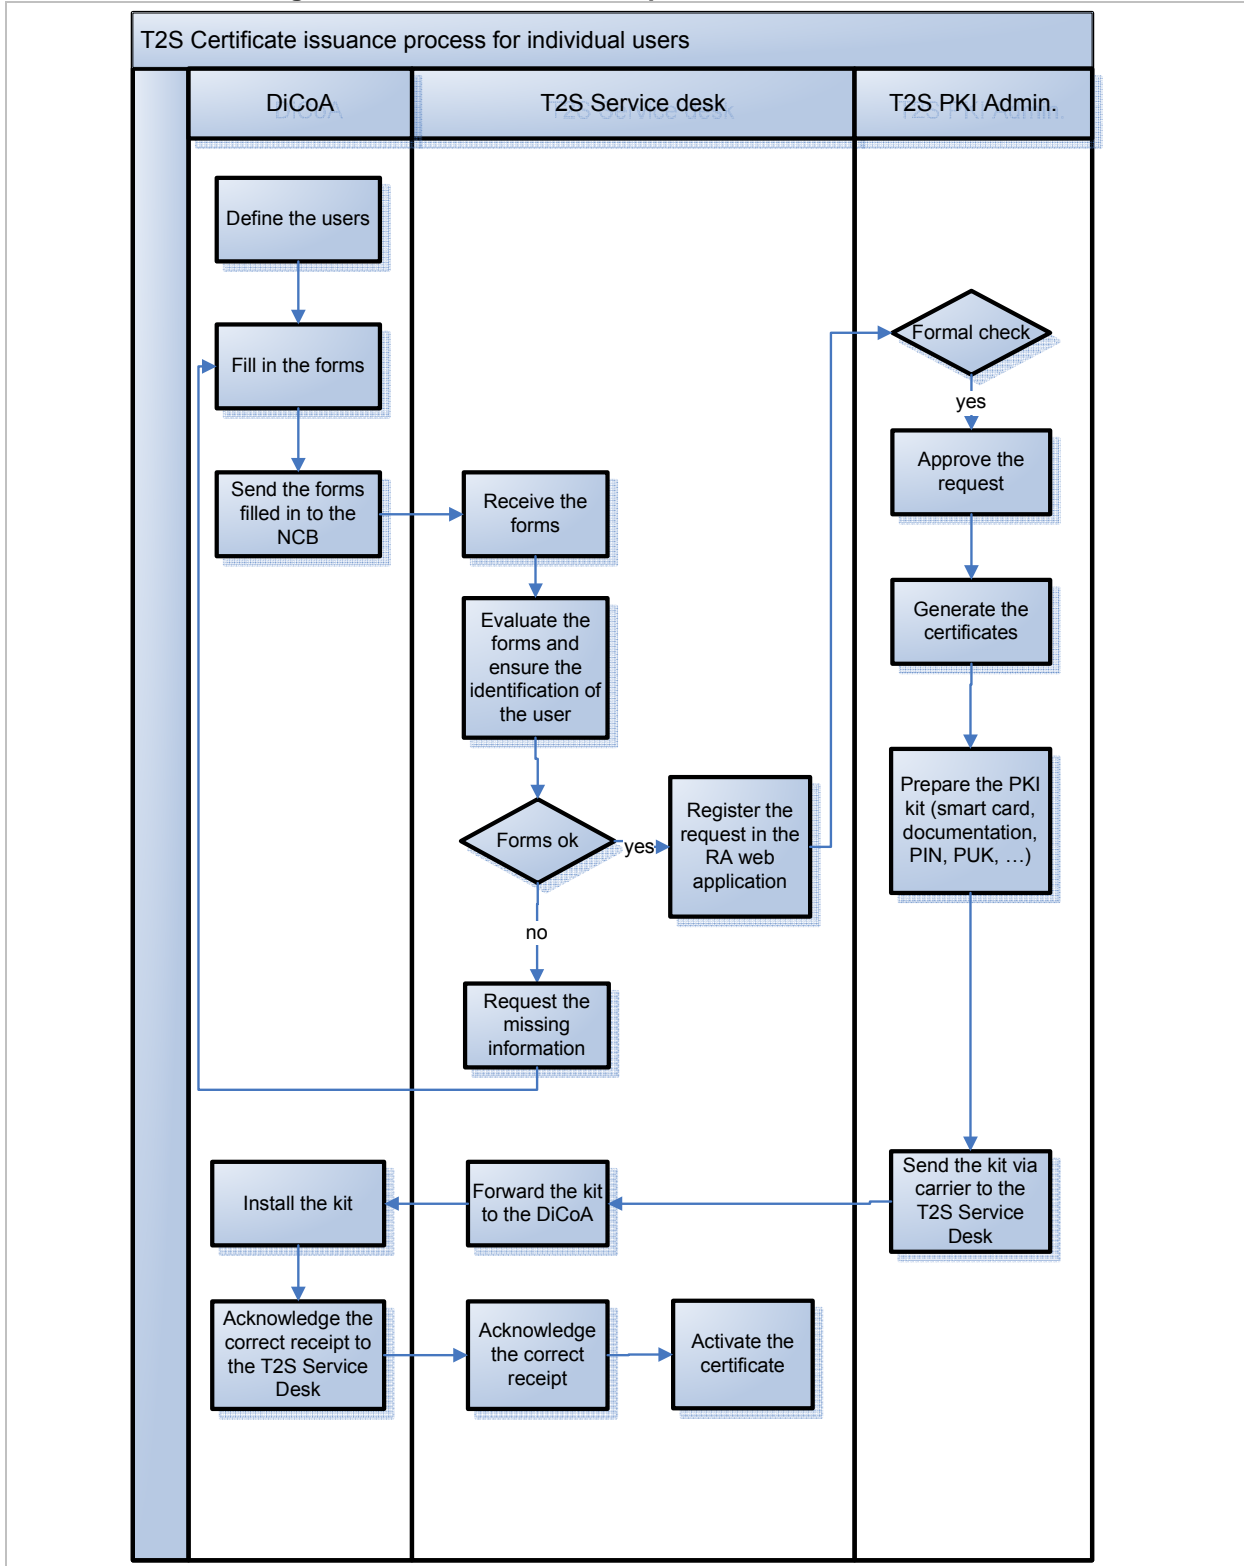 T2S Certificate issuance process for individual users
DiCoA
T2S Service desk
T2S PKI Admin.
Define the users
Fill in the forms
Formal check
yes
Send the forms
filled in to the
NCB
Receive the
forms
Approve the
request
Evaluate the
forms and
ensure the
identification of
the user
Generate the
certificates
Forms ok
yes
Register the
request in the
RA web
application
Prepare the PKI
kit (smart card,
documentation,
PIN, PUK, …)
no
Request the
missing
information
Install the kit
Forward the kit
to the DiCoA
Send the kit via
carrier to the
T2S Service
Desk
Acknowledge the
correct receipt to
the T2S Service
Desk
Acknowledge
the correct
receipt
Activate the
certificate